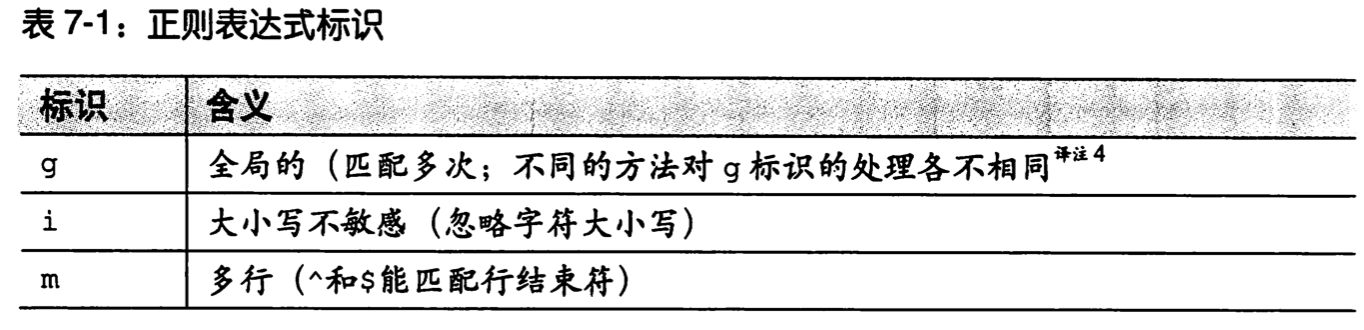 表 7-1：正则表达式标识
标识 含义
g 全局的（匹配多次；不同的方法对 g 标识的处理各不相同译注4
i 大小写不敏感（忽略字符大小写）
m 多行（^和$能匹配行结束符）